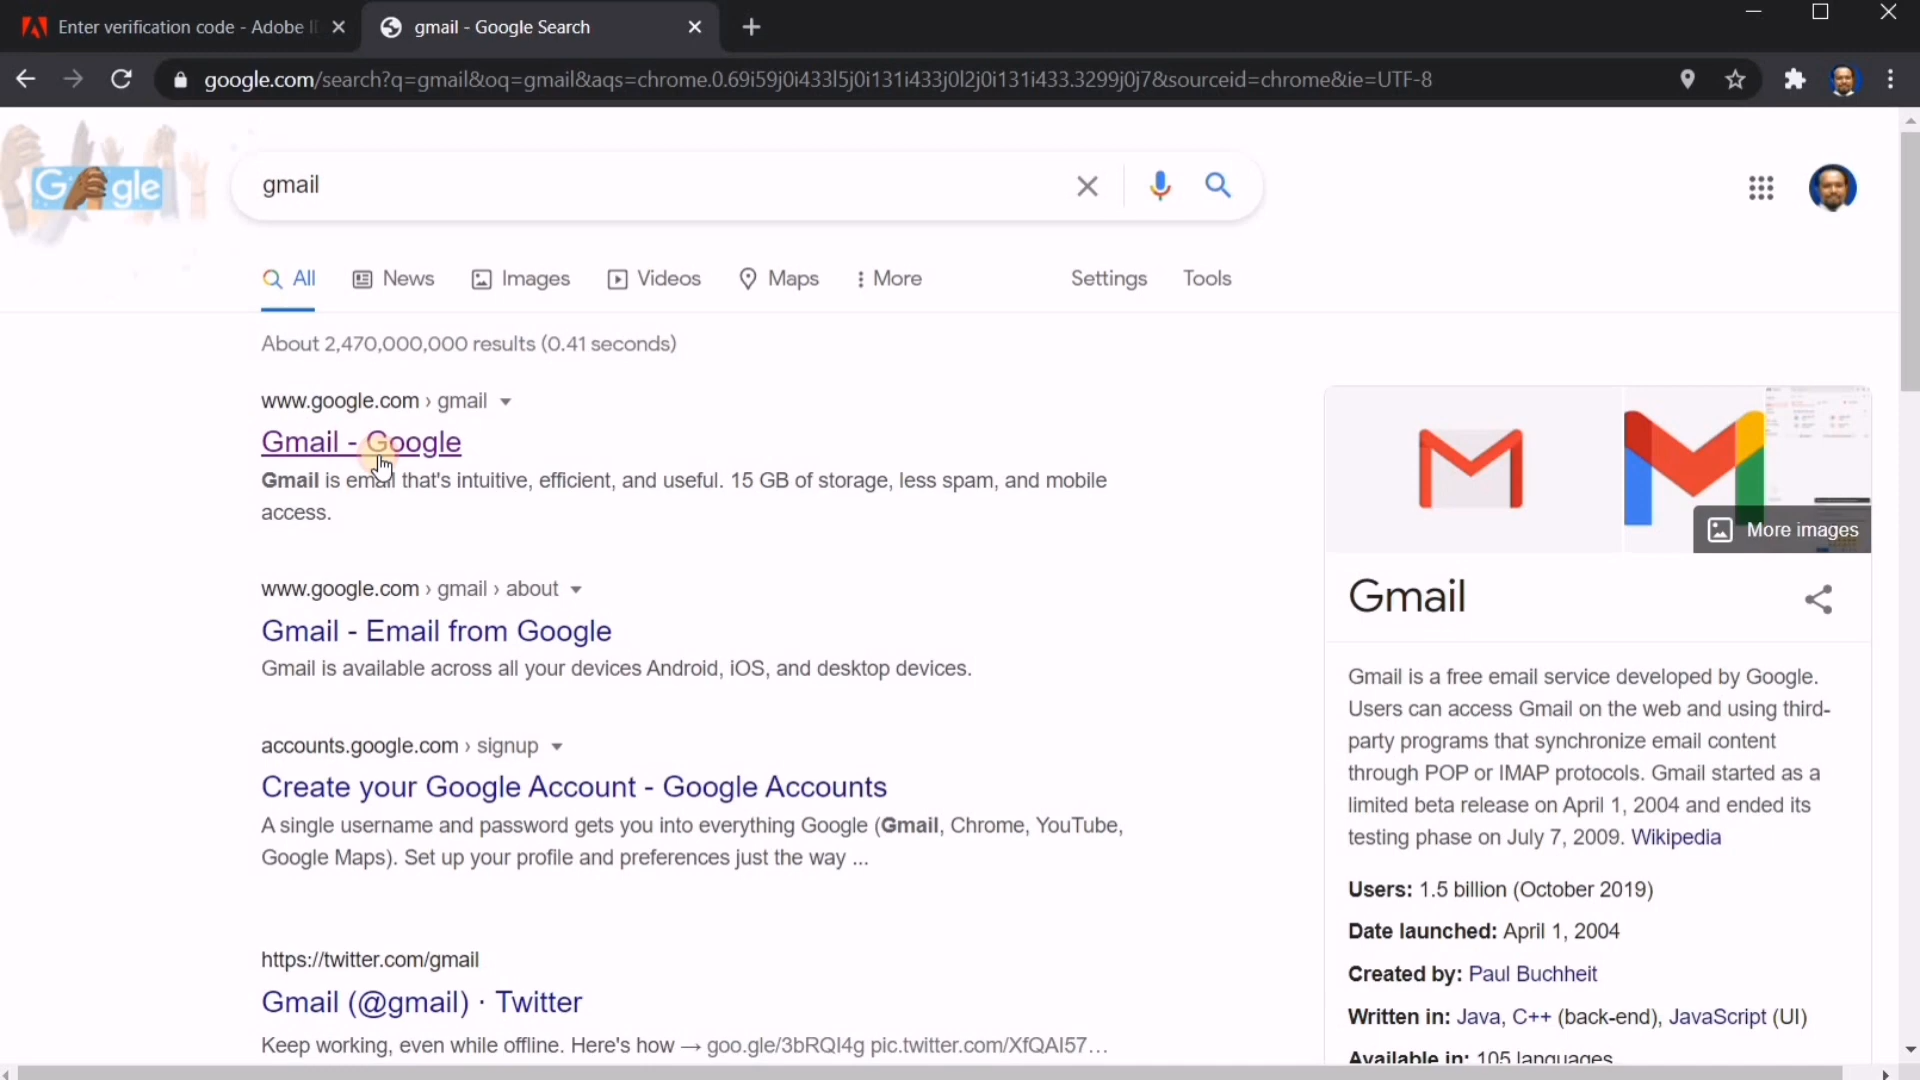 Enter verification code - Adobe I
gmail - Google Search
google.com/search?q=gmail&oq=gmail&aqs=chrome.0.69i59j0i433l5j0i131i433j0l2j0i131i433.3299j0j7&sourceid=chrome&ie=UTF-8
G gle
gmail
All News Images Videos Maps More Settings Tools
About 2,470,000,000 results (0.41 seconds)
www.google.com › gmail
Gmail - Google
Gmail is email that's intuitive, efficient, and useful. 15 GB of storage, less spam, and mobile
access.
www.google.com › gmail › about
Gmail - Email from Google
Gmail is available across all your devices Android, iOS, and desktop devices.
accounts.google.com › signup
Create your Google Account - Google Accounts
A single username and password gets you into everything Google (Gmail, Chrome, YouTube,
Google Maps). Set up your profile and preferences just the way ...
https://twitter.com/gmail
Gmail (@gmail) · Twitter
Keep working, even while offline. Here's how → goo.gle/3bRQI4g pic.twitter.com/XfQAI57…
More images
Gmail
Gmail is a free email service developed by Google.
Users can access Gmail on the web and using third-
party programs that synchronize email content
through POP or IMAP protocols. Gmail started as a
limited beta release on April 1, 2004 and ended its
testing phase on July 7, 2009. Wikipedia
Users: 1.5 billion (October 2019)
Date launched: April 1, 2004
Created by: Paul Buchheit
Written in: Java, C++ (back-end), JavaScript (UI)
Available in: 105 languages